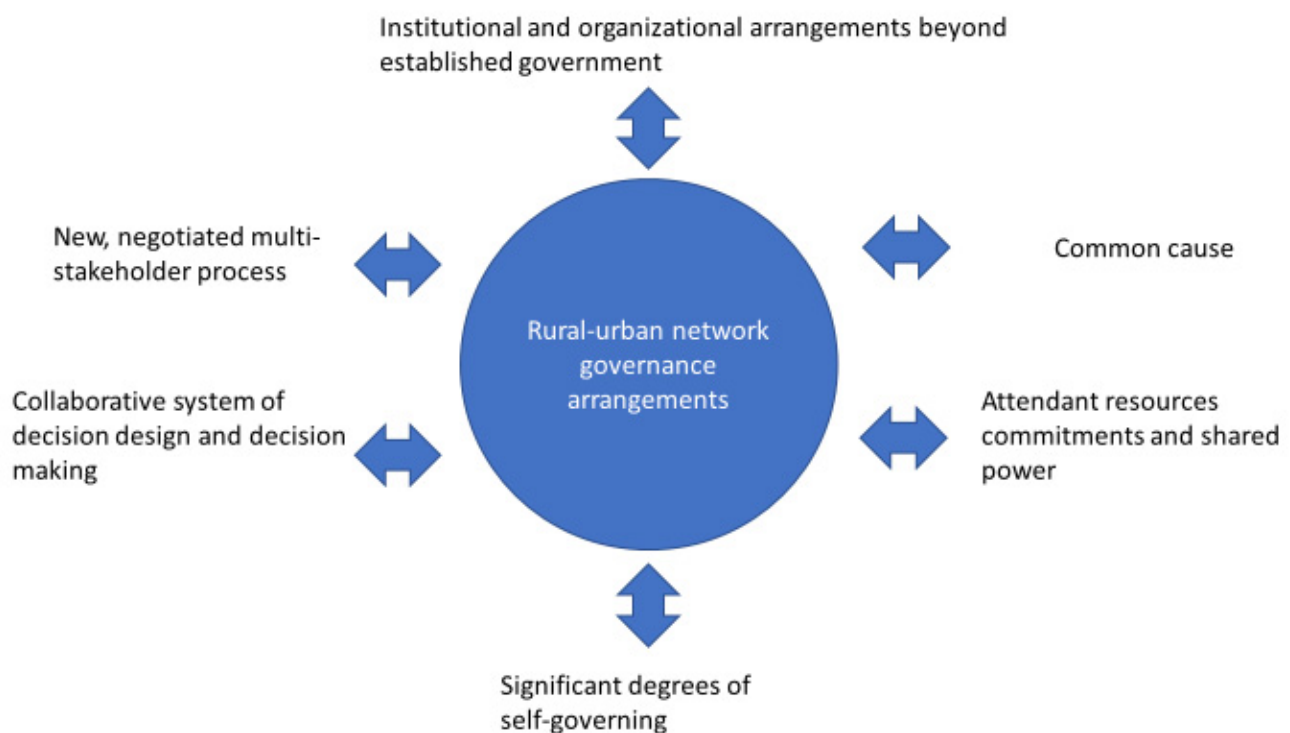 Institutional and organizational arrangements beyond
established government
New, negotiated multi-
stakeholder process
Common cause
Rural-urban network
governance
arrangements
Collaborative system of
decision design and decision
making
Attendant resources
commitments and shared
power
Significant degrees of
self-governing